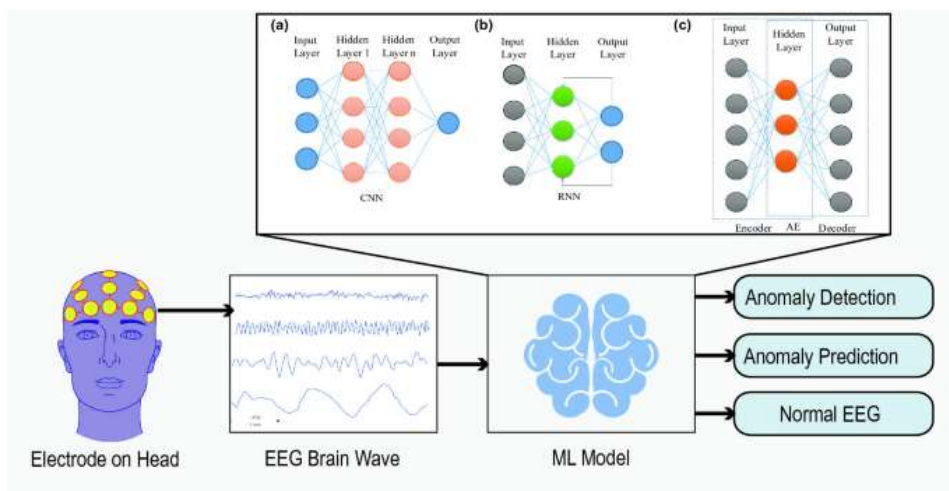 (a)
Input
Layer
Hidden
Layer 1
Hidden
Layer n
Output
Layer
CNN
(b)
Input
Layer
Hidden
Layer
Output
Layer
RNN
(c)
Input
Layer
Hidden
Layer
Output
Layer
Encoder AE Decoder
Electrode on Head
EEG Brain Wave
ML Model
Anomaly Detection
Anomaly Prediction
Normal EEG